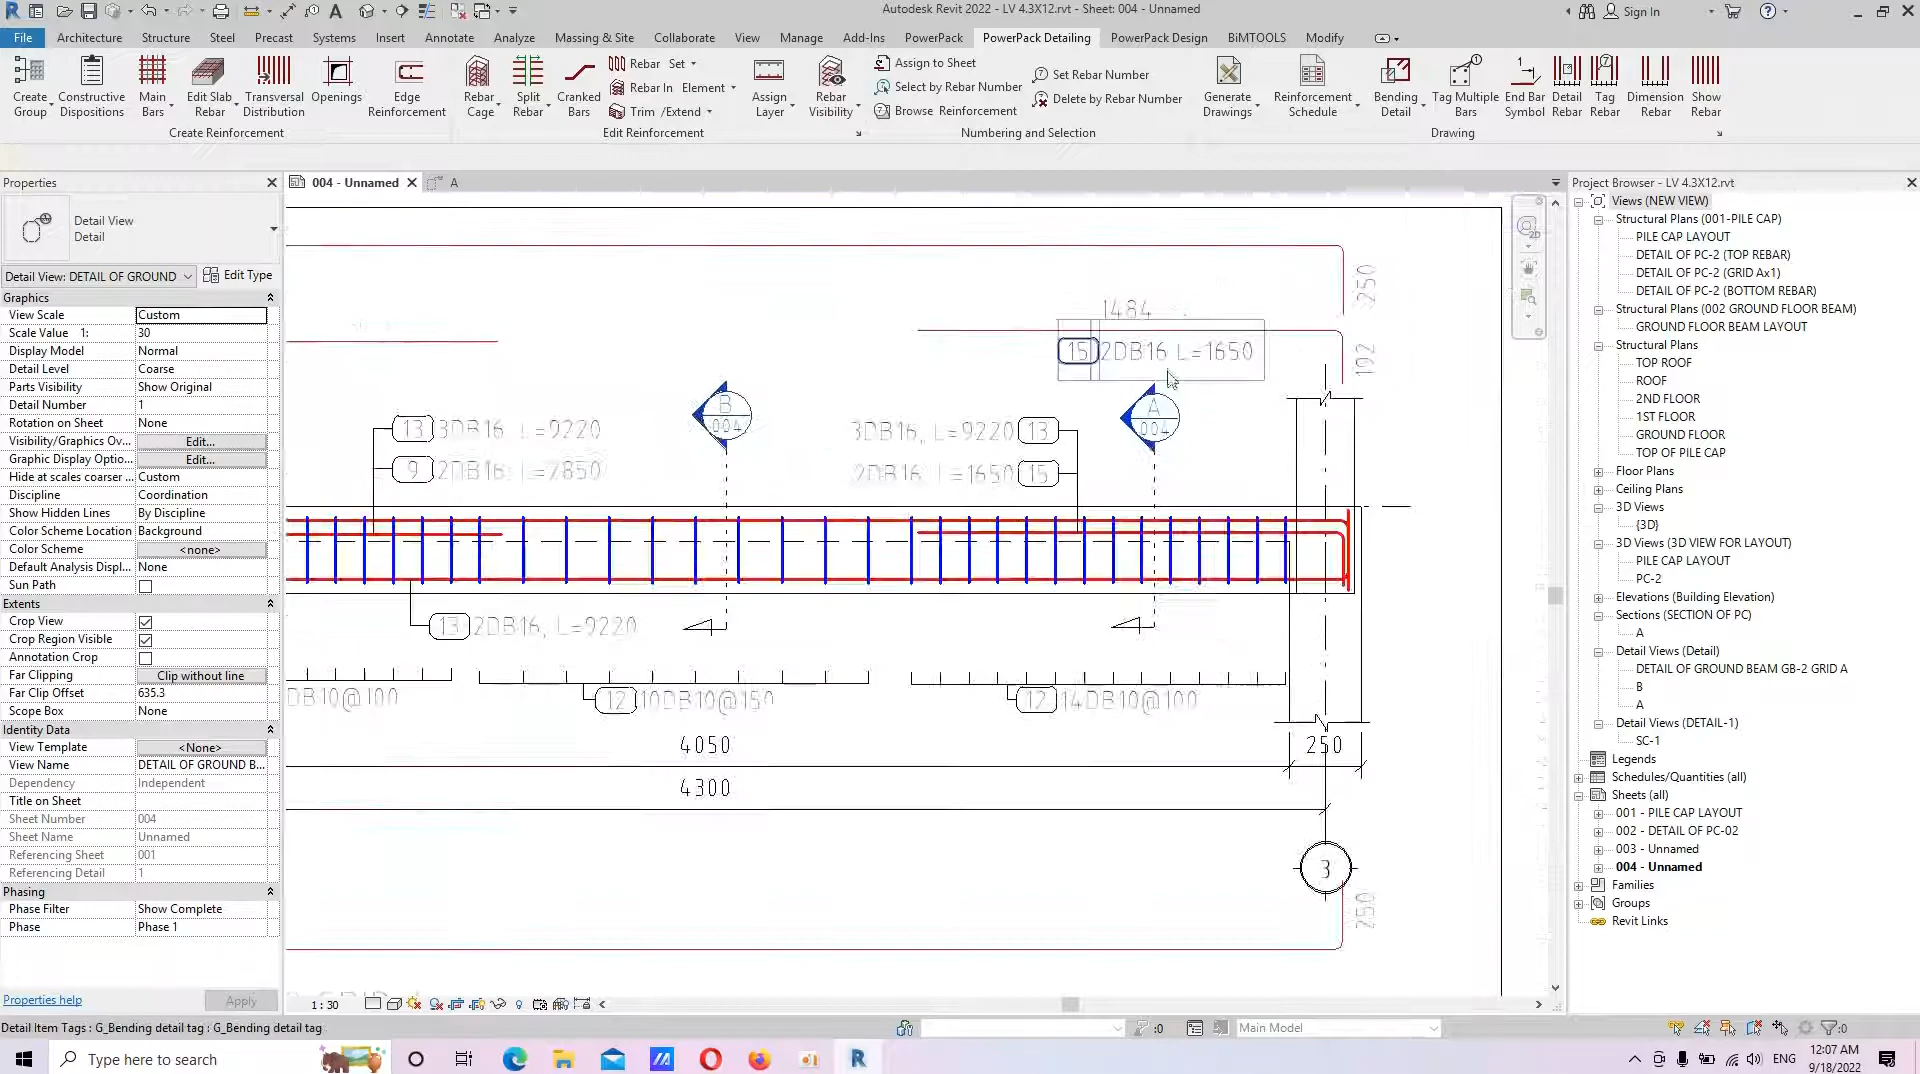 Autodesk Revit 2022 - LV 4.3X12.rvt - Sheet: 004 - Unnamed
Sign In
File Architecture Structure Steel Precast Systems Insert Annotate Analyze Massing & Site Collaborate View Manage Add-Ins PowerPack PowerPack Detailing PowerPack Design BiMTOOLS Modify
Create Group
Constructive Dispositions
Main Bars
Edit Slab Rebar
Transversal Distribution
Openings
Edge Reinforcement
Rebar Cage
Split Rebar
Cranked Bars
Rebar Set
Rebar In Element
Trim /Extend
Assign Layer
Rebar Visibility
Assign to Sheet
Select by Rebar Number
Browse Reinforcement
Set Rebar Number
Delete by Rebar Number
Generate Drawings
Reinforcement Schedule
Bending Detail
Tag Multiple Bars
End Bar Symbol
Detail Rebar
Tag Rebar
Dimension Rebar
Show Rebar
Create Reinforcement
Edit Reinforcement
Numbering and Selection
Drawing
Properties
Detail View
Detail
Detail View: DETAIL OF GROUND
Edit Type
Graphics
View Scale Custom
Scale Value 1: 30
Display Model Normal
Detail Level Coarse
Parts Visibility Show Original
Detail Number 1
Rotation on Sheet None
Visibility/Graphics Ov... Edit...
Graphic Display Optio... Edit...
Hide at scales coarser ... Custom
Discipline Coordination
Show Hidden Lines By Discipline
Color Scheme Location Background
Color Scheme <none>
Default Analysis Displ... None
Sun Path
Extents
Crop View
Crop Region Visible
Annotation Crop
Far Clipping Clip without line
Far Clip Offset 635.3
Scope Box None
Identity Data
View Template <None>
View Name DETAIL OF GROUND B...
Dependency Independent
Title on Sheet
Sheet Number 004
Sheet Name Unnamed
Referencing Sheet 001
Referencing Detail 1
Phasing
Phase Filter Show Complete
Phase Phase 1
Properties help
Apply
004 - Unnamed
A
250
1484
15 2DB16 L=1650
192
B
004
A
004
13 3DB16 L=9220
9 2DB16, L=7850
3DB16, L=9220 13
2DB16, L=1650 15
13 2DB16, L=9220
DB10@100
12 10DB10@150
12 14DB10@100
4050
250
4300
3
250
1 : 30
Project Browser - LV 4.3X12.rvt
Views (NEW VIEW)
Structural Plans (001-PILE CAP)
PILE CAP LAYOUT
DETAIL OF PC-2 (TOP REBAR)
DETAIL OF PC-2 (GRID Ax1)
DETAIL OF PC-2 (BOTTOM REBAR)
Structural Plans (002 GROUND FLOOR BEAM)
GROUND FLOOR BEAM LAYOUT
Structural Plans
TOP ROOF
ROOF
2ND FLOOR
1ST FLOOR
GROUND FLOOR
TOP OF PILE CAP
Floor Plans
Ceiling Plans
3D Views
{3D}
3D Views (3D VIEW FOR LAYOUT)
PILE CAP LAYOUT
PC-2
Elevations (Building Elevation)
Sections (SECTION OF PC)
A
Detail Views (Detail)
DETAIL OF GROUND BEAM GB-2 GRID A
B
A
Detail Views (DETAIL-1)
SC-1
Legends
Schedules/Quantities (all)
Sheets (all)
001 - PILE CAP LAYOUT
002 - DETAIL OF PC-02
003 - Unnamed
004 - Unnamed
Families
Groups
Revit Links
Detail Item Tags : G_Bending detail tag : G_Bending detail tag
:0
Main Model
:0
Type here to search
ENG
12:07 AM
9/18/2022